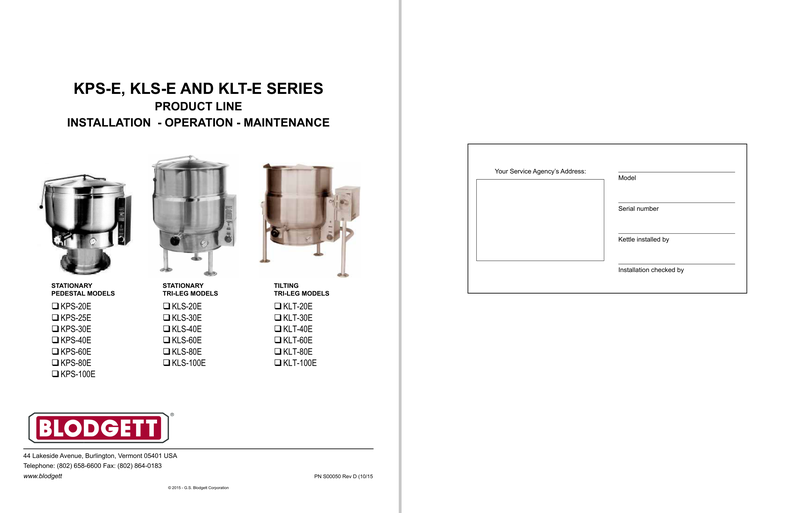 KPS-E, KLS-E AND KLT-E SERIES
PRODUCT LINE
INSTALLATION - OPERATION - MAINTENANCE
STATIONARY
PEDESTAL MODELS
❑ KPS-20E
❑ KPS-25E
❑ KPS-30E
❑ KPS-40E
❑ KPS-60E
❑ KPS-80E
❑ KPS-100E
STATIONARY
TRI-LEG MODELS
❑ KLS-20E
❑ KLS-30E
❑ KLS-40E
❑ KLS-60E
❑ KLS-80E
❑ KLS-100E
TILTING
TRI-LEG MODELS
❑ KLT-20E
❑ KLT-30E
❑ KLT-40E
❑ KLT-60E
❑ KLT-80E
❑ KLT-100E
BLODGETT ®
44 Lakeside Avenue, Burlington, Vermont 05401 USA
Telephone: (802) 658-6600 Fax: (802) 864-0183
www.blodgett
PN S00050 Rev D (10/15
© 2015 - G.S. Blodgett Corporation
Your Service Agency's Address:
Model
Serial number
Kettle installed by
Installation checked by